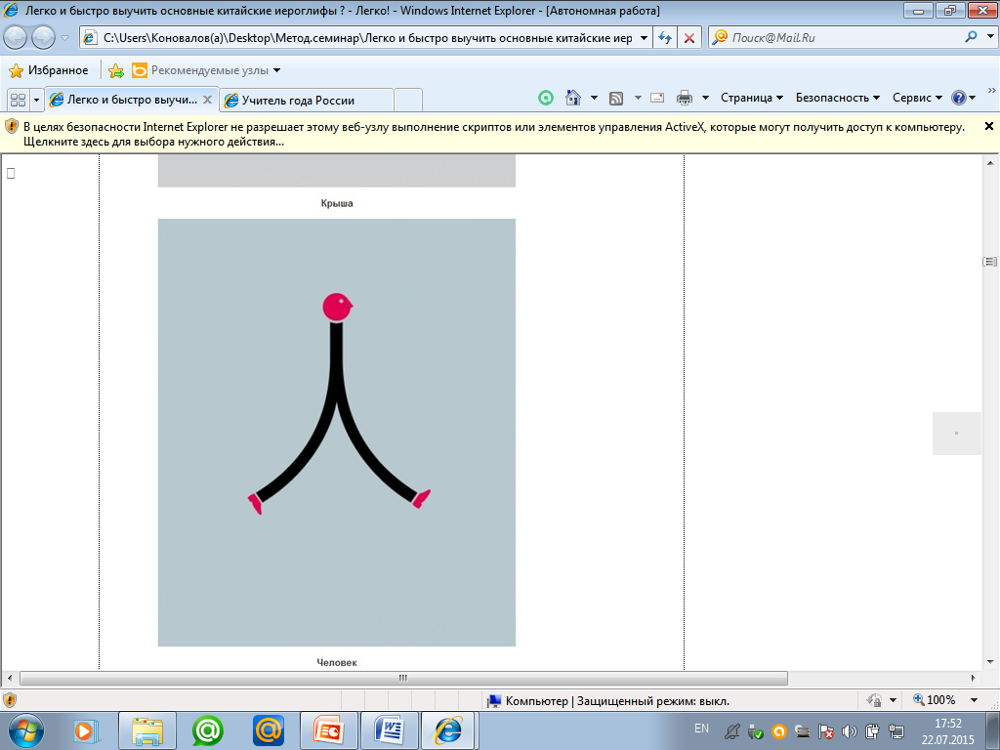 Легко и быстро выучить основные китайские иероглифы ? - Легко! - Windows Internet Explorer - [Автономная работа]
C:\Users\Коновалов(а)\Desktop\Метод.семинар\Легко и быстро выучить основные китайские иер
Поиск@Mail.Ru
Избранное
Рекомендуемые узлы
Легко и быстро выучи...
Учитель года России
Страница
Безопасность
Сервис
»
В целях безопасности Internet Explorer не разрешает этому веб-узлу выполнение скриптов или элементов управления ActiveX, которые могут получить доступ к компьютеру.
Щелкните здесь для выбора нужного действия...
Крыша
Человек
Компьютер | Защищенный режим: выкл.
100%
EN
17:52
22.07.2015